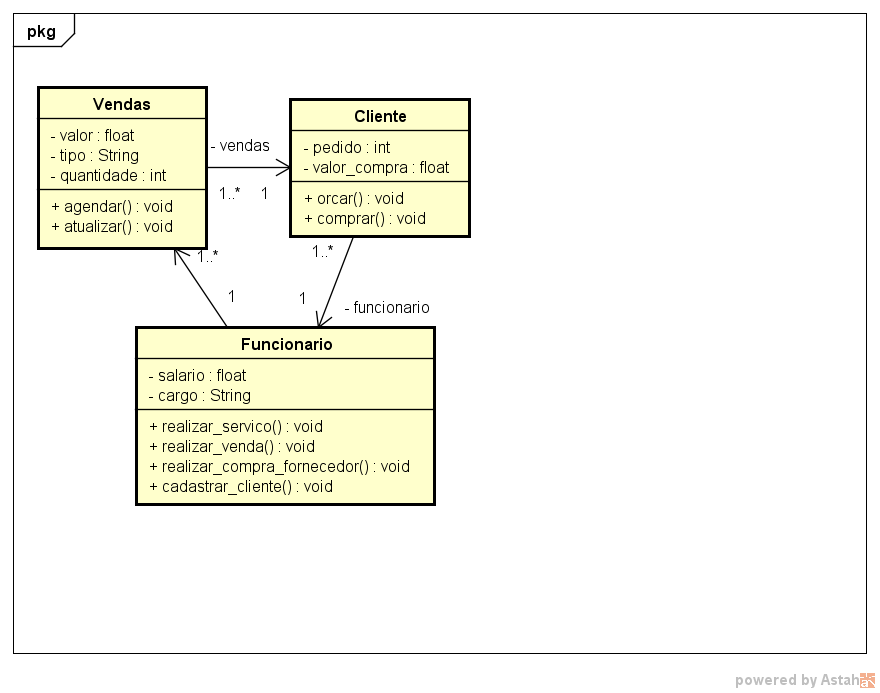 pkg
Vendas
- valor : float
- tipo : String
- quantidade : int
+ agendar() : void
+ atualizar() : void
- vendas
1..*
1
Cliente
- pedido : int
- valor_compra : float
+ orcar() : void
+ comprar() : void
1..*
1
1..*
1
- funcionario
Funcionario
- salario : float
- cargo : String
+ realizar_servico() : void
+ realizar_venda() : void
+ realizar_compra_fornecedor() : void
+ cadastrar_cliente() : void
powered by Astah